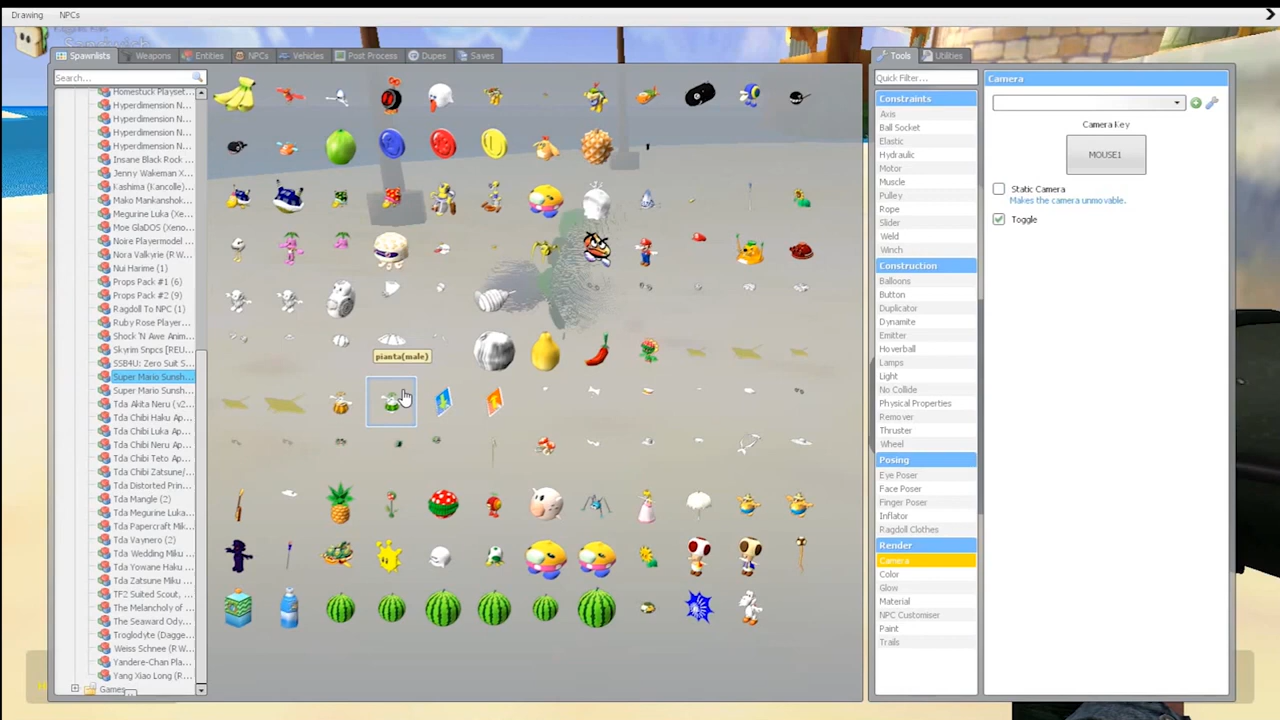 Drawing NPCs
Spawnlists Weapons Entities NPCs Vehicles Post Process Dupes Saves
Search...
Homestuck Playset...
Hyperdimension N...
Hyperdimension N...
Hyperdimension N...
Hyperdimension N...
Insane Black Rock ...
Jenny Wakeman X...
Kashima (Kancolle)...
Mako Mankanshok...
Megurine Luka (Xe...
Moe GlaDOS (Xeno...
Noire Playermodel ...
Nora Valkyrie (R W...
Nui Harime (1)
Props Pack #1 (6)
Props Pack #2 (9)
Ragdoll To NPC (1)
Ruby Rose Player...
Shock 'N Awe Anim...
Skyrim Snpcs [REU...
SSB4U: Zero Suit S...
Super Mario Sunsh...
Super Mario Sunsh...
Tda Akita Neru (v2...
Tda Chibi Haku Ap...
Tda Chibi Luka Ap...
Tda Chibi Neru Ap...
Tda Chibi Teto Ap...
Tda Chibi Zatsune/...
Tda Distorted Prin...
Tda Mangle (2)
Tda Megurine Luka...
Tda Papercraft Mik...
Tda Vaynero (2)
Tda Wedding Miku ...
Tda Yowane Haku ...
Tda Zatsune Miku ...
TF2 Suited Scout, ...
The Melancholy of ...
The Seaward Ody...
Troglodyte (Dagge...
Weiss Schnee (R W...
Yandere-Chan Pla...
Yang Xiao Long (R...
Games
pianta(male)
Tools Utilities
Quick Filter...
Constraints
Axis
Ball Socket
Elastic
Hydraulic
Motor
Muscle
Pulley
Rope
Slider
Weld
Winch
Construction
Balloons
Button
Duplicator
Dynamite
Emitter
Hoverball
Lamps
Light
No Collide
Physical Properties
Remover
Thruster
Wheel
Posing
Eye Poser
Face Poser
Finger Poser
Inflator
Ragdoll Clothes
Render
Camera
Color
Glow
Material
NPC Customiser
Paint
Trails
Camera
Camera Key
MOUSE1
Static Camera
Makes the camera unmovable.
Toggle